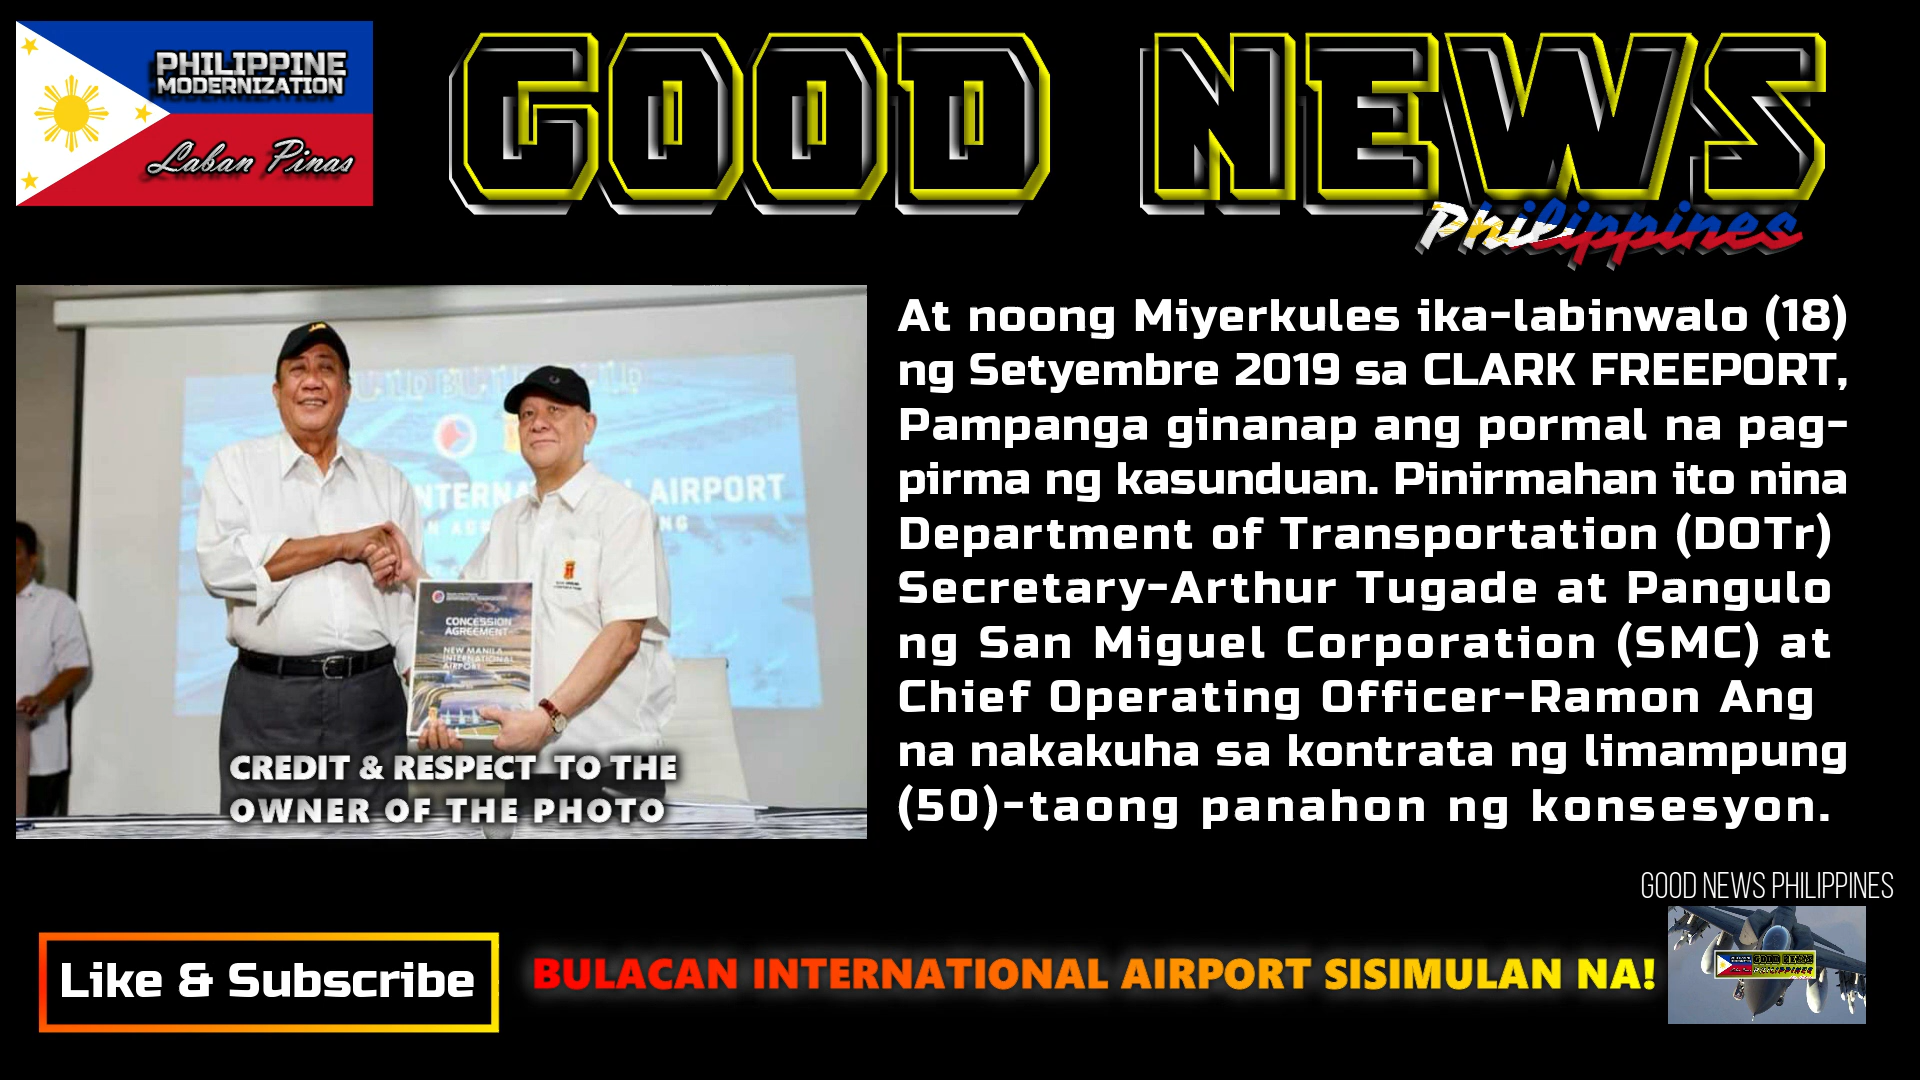 PHILIPPINE
MODERNIZATION
Laban Pinas
GOOD NEWS
Philippines
INTERNATIONAL AIRPORT
CONCESSION
AGREEMENT
NEW MANILA
INTERNATIONAL
AIRPORT
CREDIT & RESPECT TO THE
OWNER OF THE PHOTO
At noong Miyerkules ika-labinwalo (18)
ng Setyembre 2019 sa CLARK FREEPORT,
Pampanga ginanap ang pormal na pag-
pirma ng kasunduan. Pinirmahan ito nina
Department of Transportation (DOTr)
Secretary-Arthur Tugade at Pangulo
ng San Miguel Corporation (SMC) at
Chief Operating Officer-Ramon Ang
na nakakuha sa kontrata ng limampung
(50)-taong panahon ng konsesyon.
GOOD NEWS PHILIPPINES
Like & Subscribe
BULACAN INTERNATIONAL AIRPORT SISIMULAN NA!